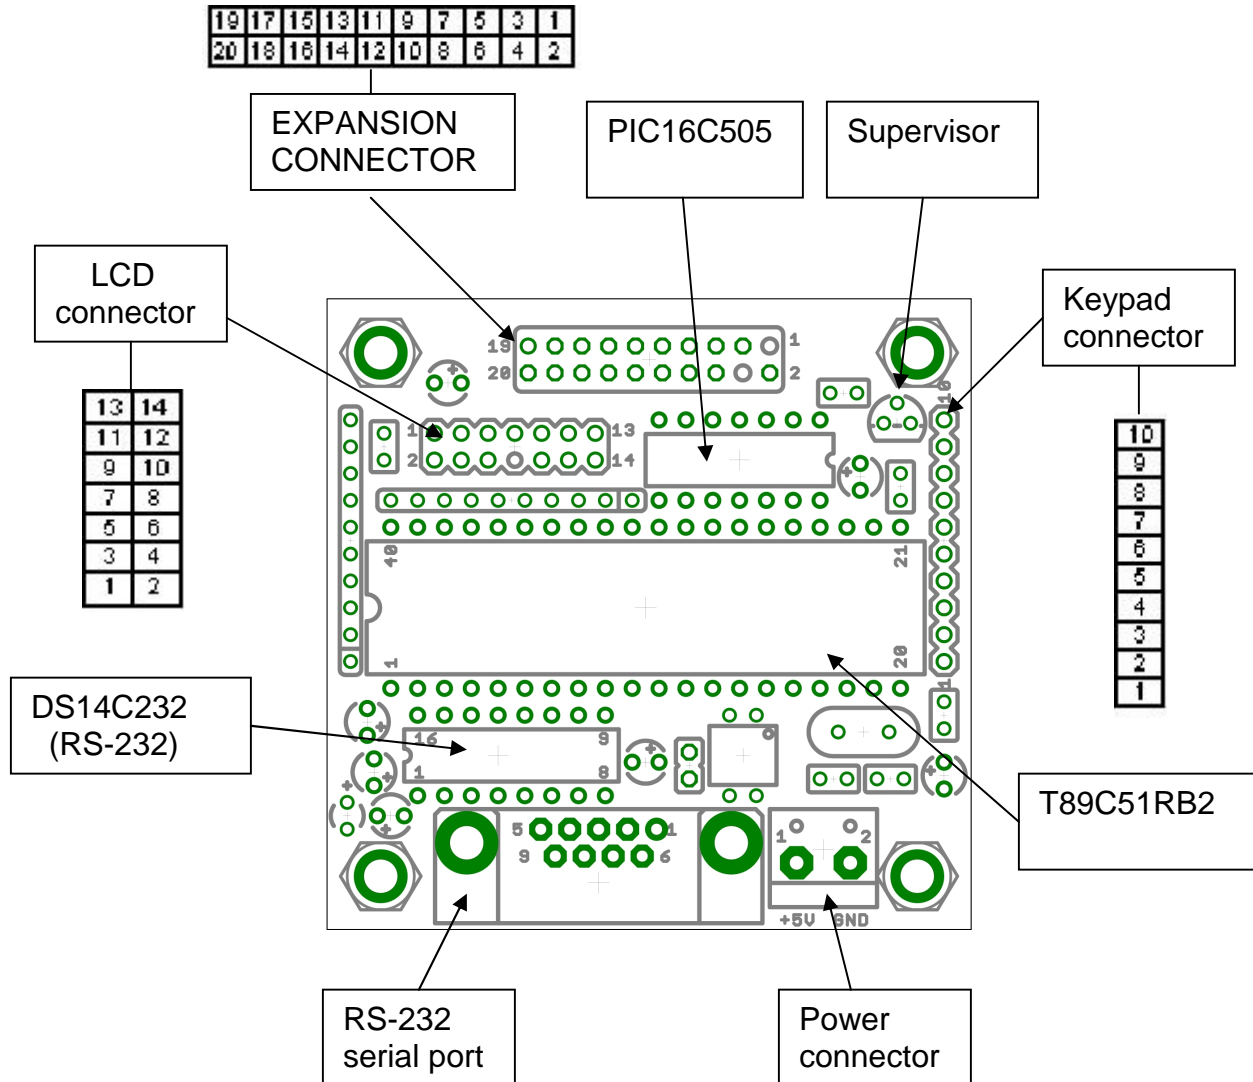 19 17 15 13 11 9 7 5 3 1
20 18 16 14 12 10 8 6 4 2
EXPANSION
CONNECTOR
PIC16C505
Supervisor
LCD
connector
Keypad
connector
19 1
20 2
+
10
13 14
11 12
9 10
7 8
5 6
3 4
1 2
1 13
2 14
+
10
9
8
7
6
5
4
3
2
1
40 21
1 20
1
DS14C232
(RS-232)
+
16 9
1 8
+
+
+
+
+
T89C51RB2
5 1
9 6
1 2
+5V GND
RS-232
serial port
Power
connector